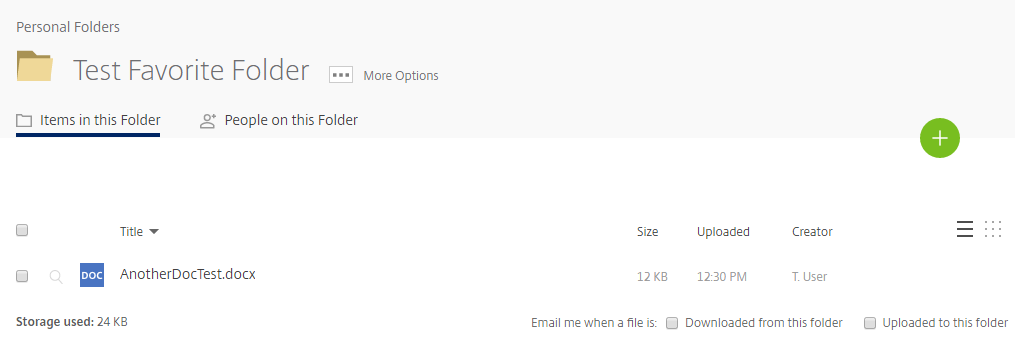 Personal Folders
Test Favorite Folder ••• More Options
Items in this Folder People on this Folder
Title Size Uploaded Creator
DOC AnotherDocTest.docx 12 KB 12:30 PM T. User
Storage used: 24 KB Email me when a file is: Downloaded from this folder Uploaded to this folder